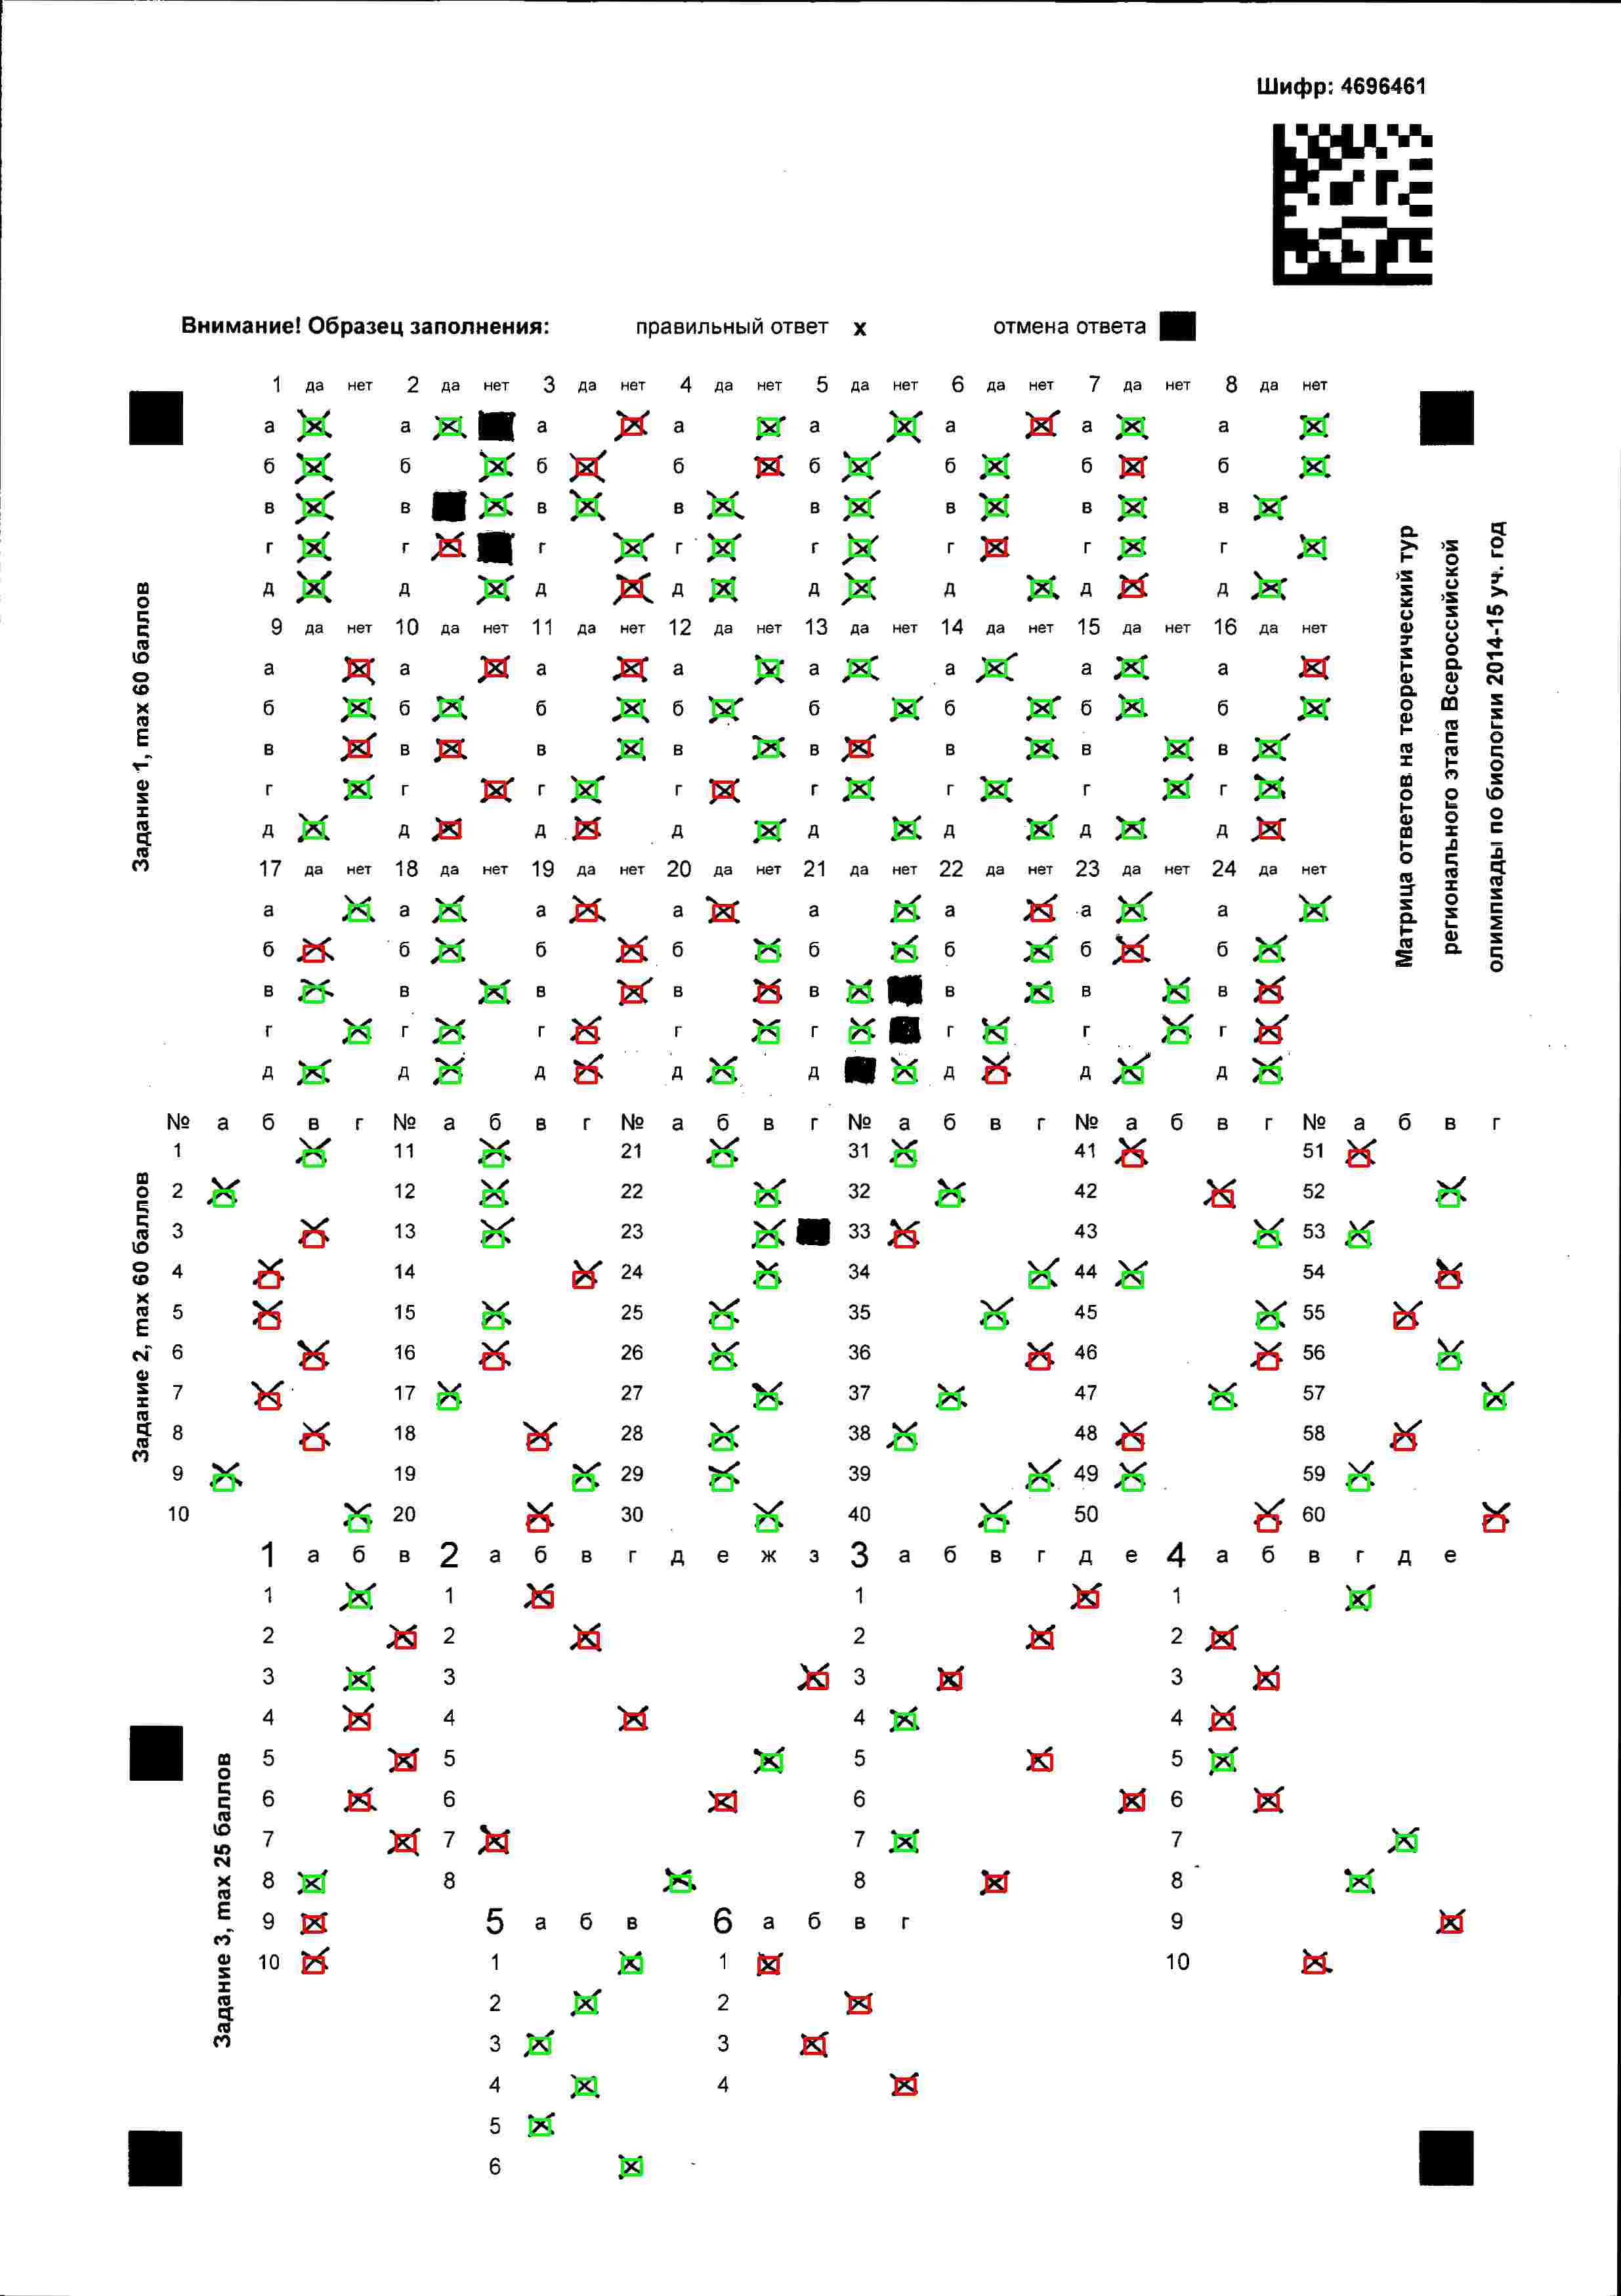 Шифр: 4696461
Внимание! Образец заполнения: правильный ответ x отмена ответа
1 да нет 2 да нет 3 да нет 4 да нет 5 да нет 6 да нет 7 да нет 8 да нет
а а а а а а а а
б б б б б б б б
в в в в в в в в
г г г г г г г г
д д д д д д д д
9 да нет 10 да нет 11 да нет 12 да нет 13 да нет 14 да нет 15 да нет 16 да нет
а а а а а а а а
б б б б б б б б
в в в в в в в в
г г г г г г г г
д д д д д д д д
17 да нет 18 да нет 19 да нет 20 да нет 21 да нет 22 да нет 23 да нет 24 да нет
а а а а а а а а
б б б б б б б б
в в в в в в в в
г г г г г г г г
д д д д д д д д
Задание 1, max 60 баллов
Матрица ответов на теоретический тур
регионального этапа Всероссийской
олимпиады по биологии 2014-15 уч. год
№ а б в г № а б в г № а б в г № а б в г № а б в г № а б в г
1 11 21 31 41 51
2 12 22 32 42 52
3 13 23 33 43 53
4 14 24 34 44 54
5 15 25 35 45 55
6 16 26 36 46 56
7 17 27 37 47 57
8 18 28 38 48 58
9 19 29 39 49 59
10 20 30 40 50 60
Задание 2, max 60 баллов
1 а б в 2 а б в г д е ж з 3 а б в г д е 4 а б в г д е
1 1 1 1
2 2 2 2
3 3 3 3
4 4 4 4
5 5 5 5
6 6 6 6
7 7 7 7
8 8 8 8
9 5 а б в 6 а б в г 9
10 1 1 10
2 2
3 3
4 4
5
6
Задание 3, max 25 баллов